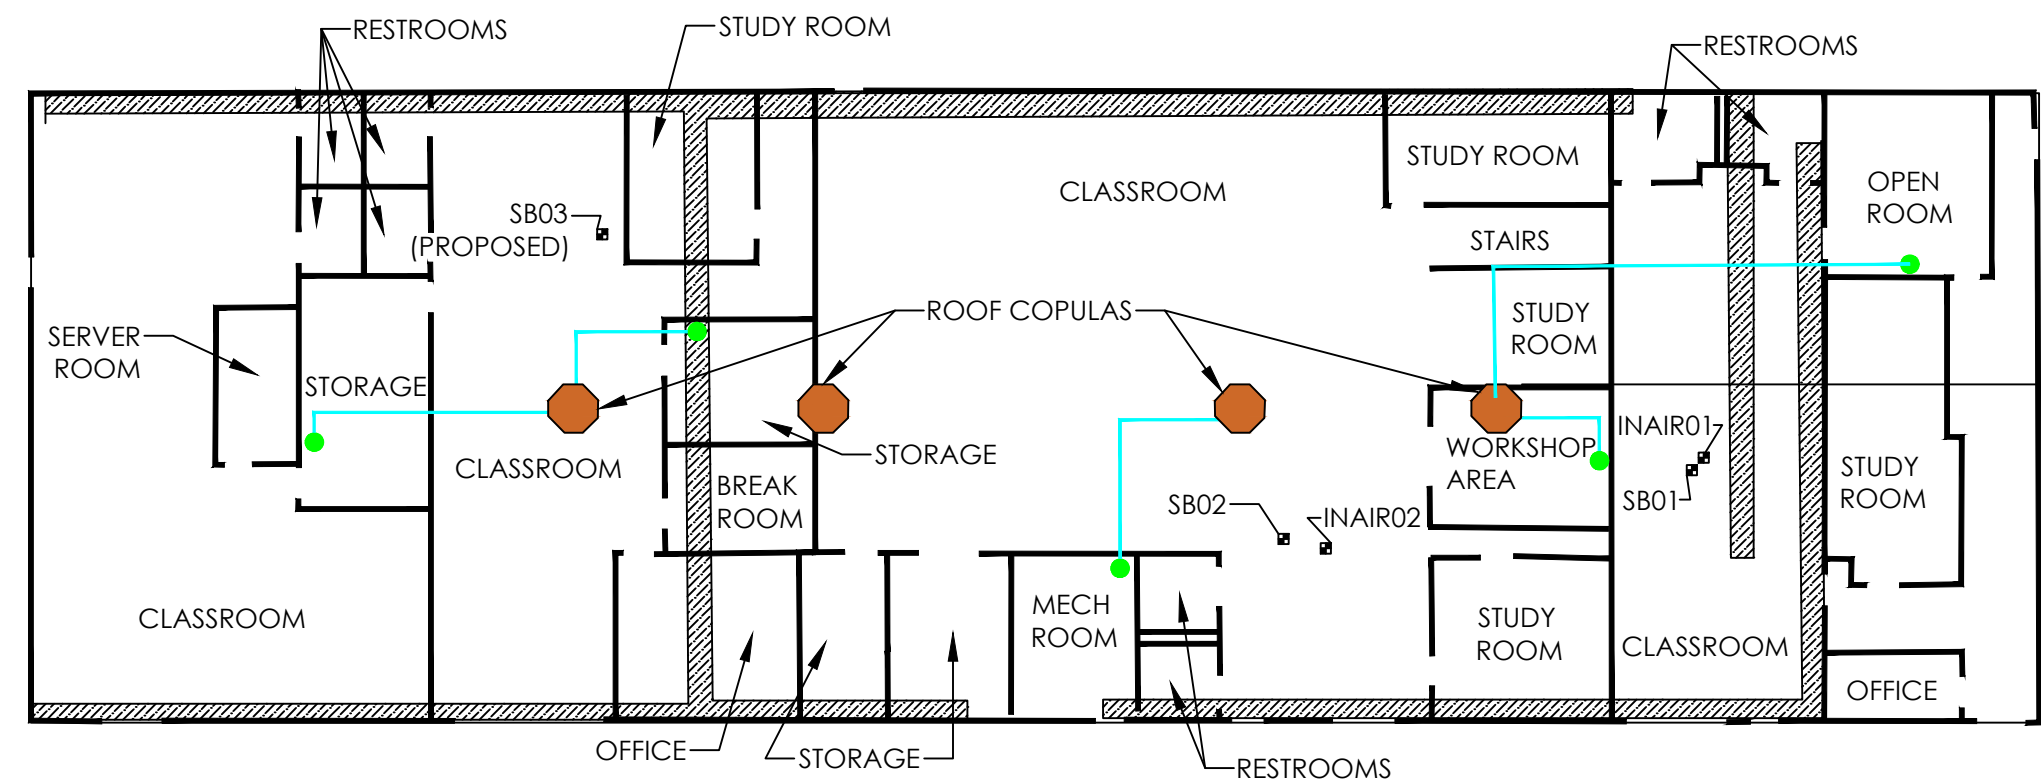 RESTROOMS
STUDY ROOM
RESTROOMS
STUDY ROOM
CLASSROOM
OPEN
ROOM
SB03
(PROPOSED)
STAIRS
ROOF COPULAS
SERVER
ROOM
STUDY
ROOM
STORAGE
INAIR01
WORKSHOP
AREA
STORAGE
CLASSROOM
STUDY
ROOM
BREAK
ROOM
SB01
SB02
INAIR02
MECH
ROOM
STUDY
ROOM
CLASSROOM
CLASSROOM
OFFICE
OFFICE
STORAGE
RESTROOMS